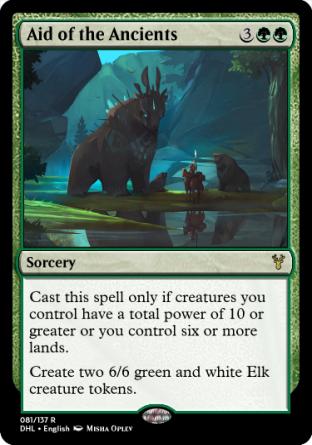 Aid of the Ancients 3
Sorcery
Cast this spell only if creatures you
control have a total power of 10 or
greater or you control six or more
lands.
Create two 6/6 green and white Elk
creature tokens.
081/137 R
DHL • English Misha Oplev